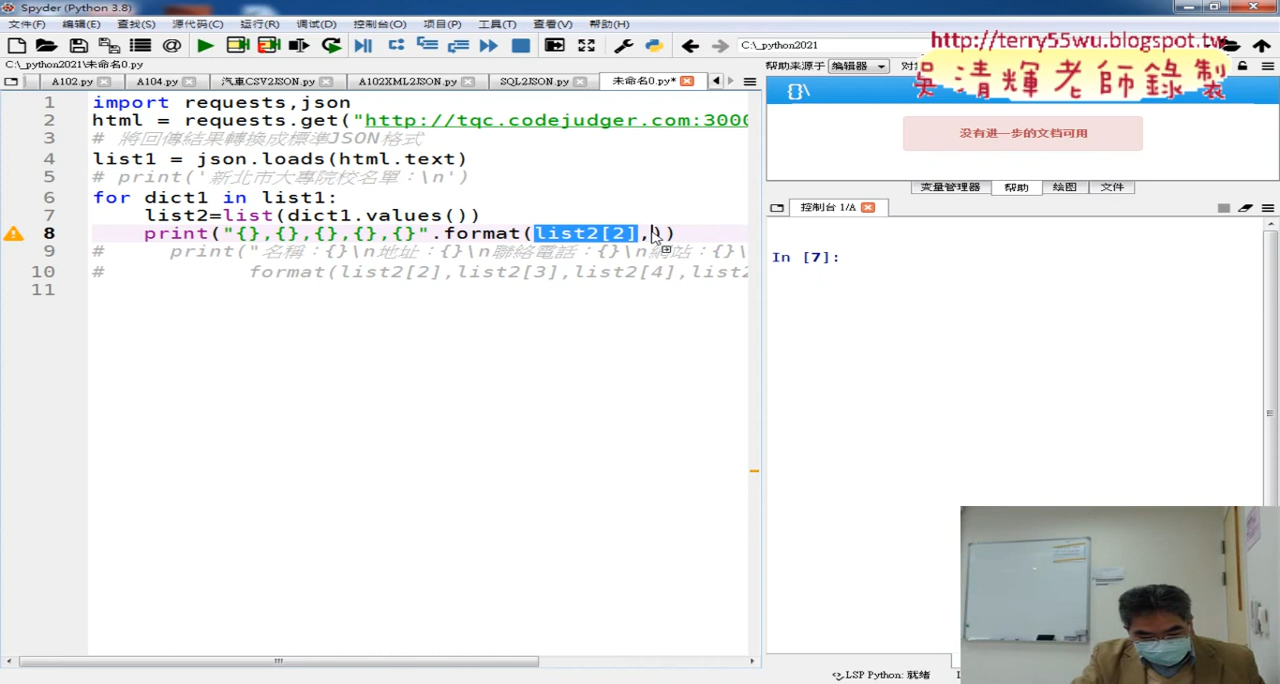 Spyder (Python 3.8)
文件(F) 编辑(E) 查找(S) 源代码(C) 运行(R) 调试(D) 控制台(O) 项目(P) 工具(T) 查看(V) 帮助(H)
C:\_python2021
http://terry55wu.blogspot.tw
吳清輝老師錄製
C:\_python2021\未命名0.py
帮助来源于 编辑器
A102.py A104.py 汽車CSV2JSON.py A102XML2JSON.py SQL2JSON.py 未命名0.py*
{}\
没有进一步的文档可用
变量管理器 帮助 绘图 文件
控制台 1/A
In [7]:
1 import requests,json
2 html = requests.get("http://tqc.codejudger.com:3000
3 # 將回傳結果轉換成標準JSON格式
4 list1 = json.loads(html.text)
5 # print('新北市大專院校名單：\n')
6 for dict1 in list1:
7 list2=list(dict1.values())
8 print("{},{},{},{},{}".format(list2[2],\)
9 # print("名稱：{}\n地址：{}\n聯絡電話：{}\n網站：{}\
10 # format(list2[2],list2[3],list2[4],list2
11
LSP Python: 就绪